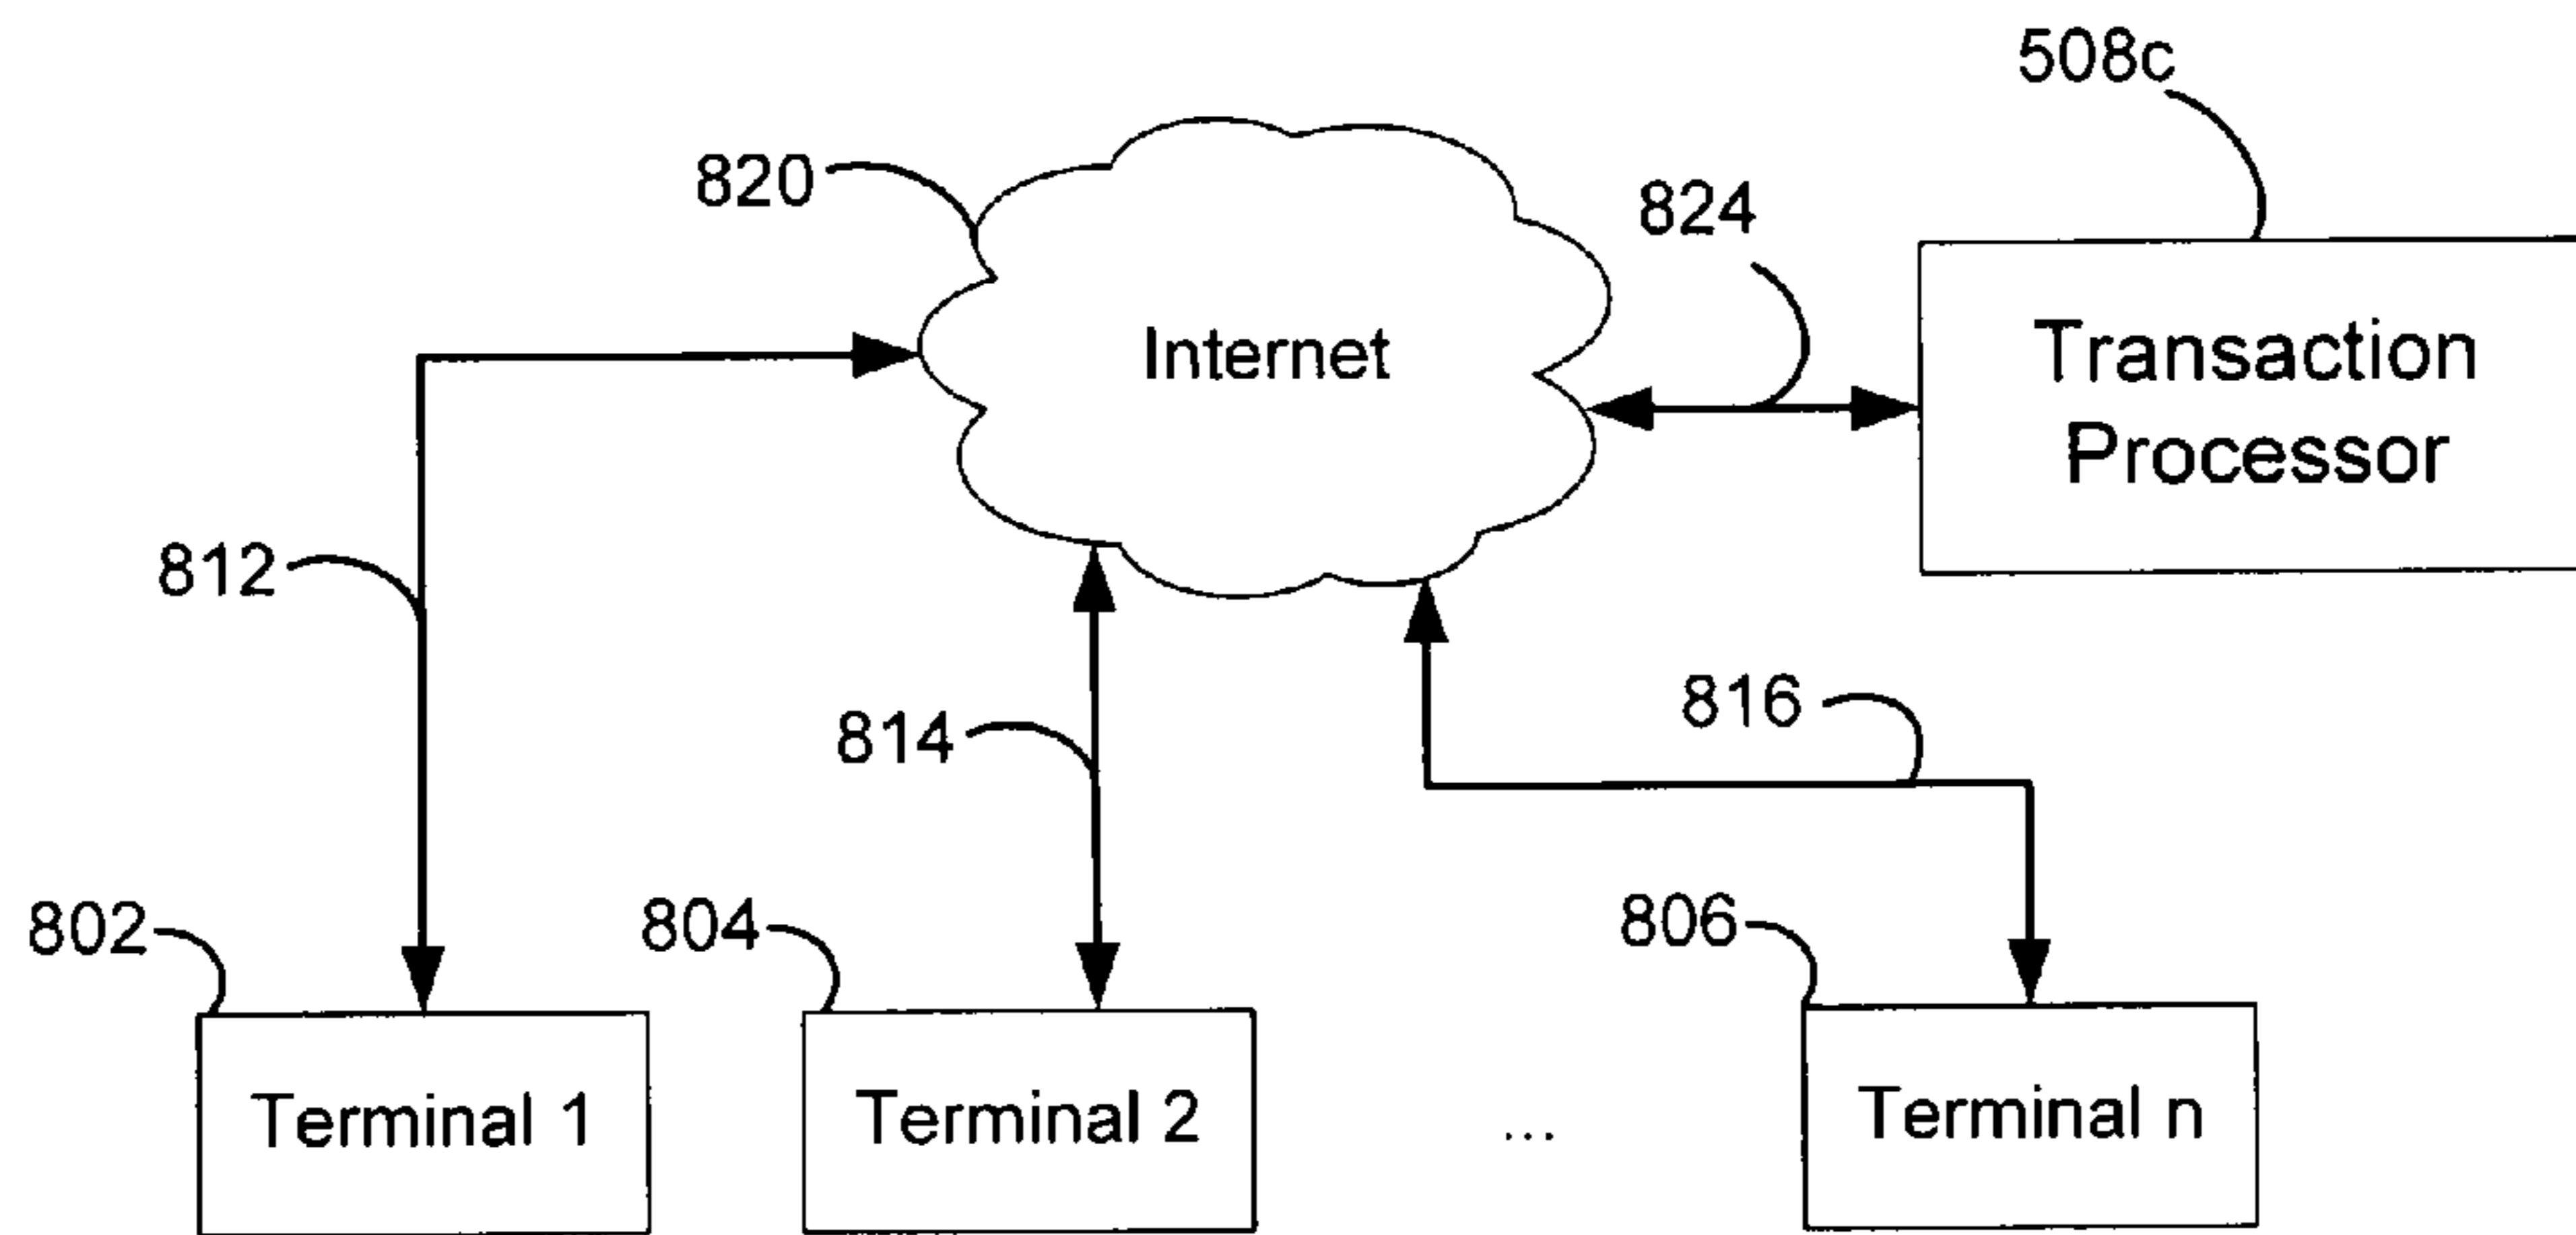 508c
820
824
Internet
Transaction
Processor
812
814
816
802
804
806
Terminal 1
Terminal 2
...
Terminal n